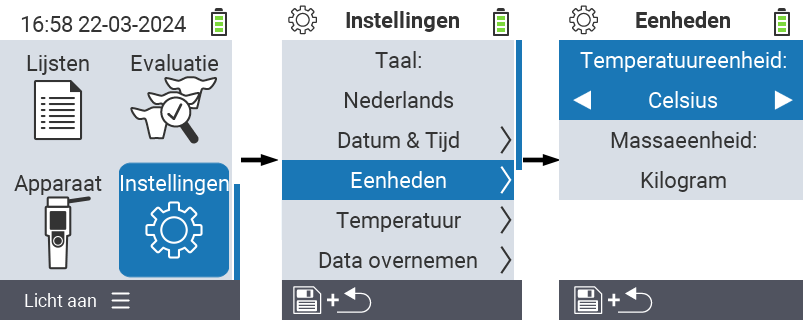 16:58 22-03-2024
Lijsten
Evaluatie
Apparaat
Instellingen
Licht aan
Instellingen
Taal:
Nederlands
Datum & Tijd
Eenheden
Temperatuur
Data overnemen
+
Eenheden
Temperatuureenheid:
Celsius
Massaeenheid:
Kilogram
+